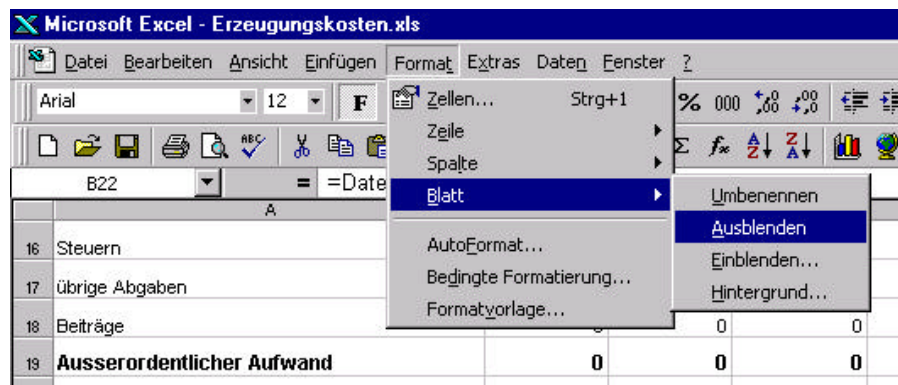 Microsoft Excel - Erzeugungskosten.xls
Datei Bearbeiten Ansicht Einfügen Format Extras Daten Fenster ?
Arial 12 F % 000
B22 = =Date
Zellen... Strg+1
Zeile
Spalte
Blatt
AutoFormat...
Bedingte Formatierung...
Formatvorlage...
Umbenennen
Ausblenden
Einblenden...
Hintergrund...
A
16 Steuern
17 übrige Abgaben
18 Beiträge 0 0
19 Ausserordentlicher Aufwand 0 0 0